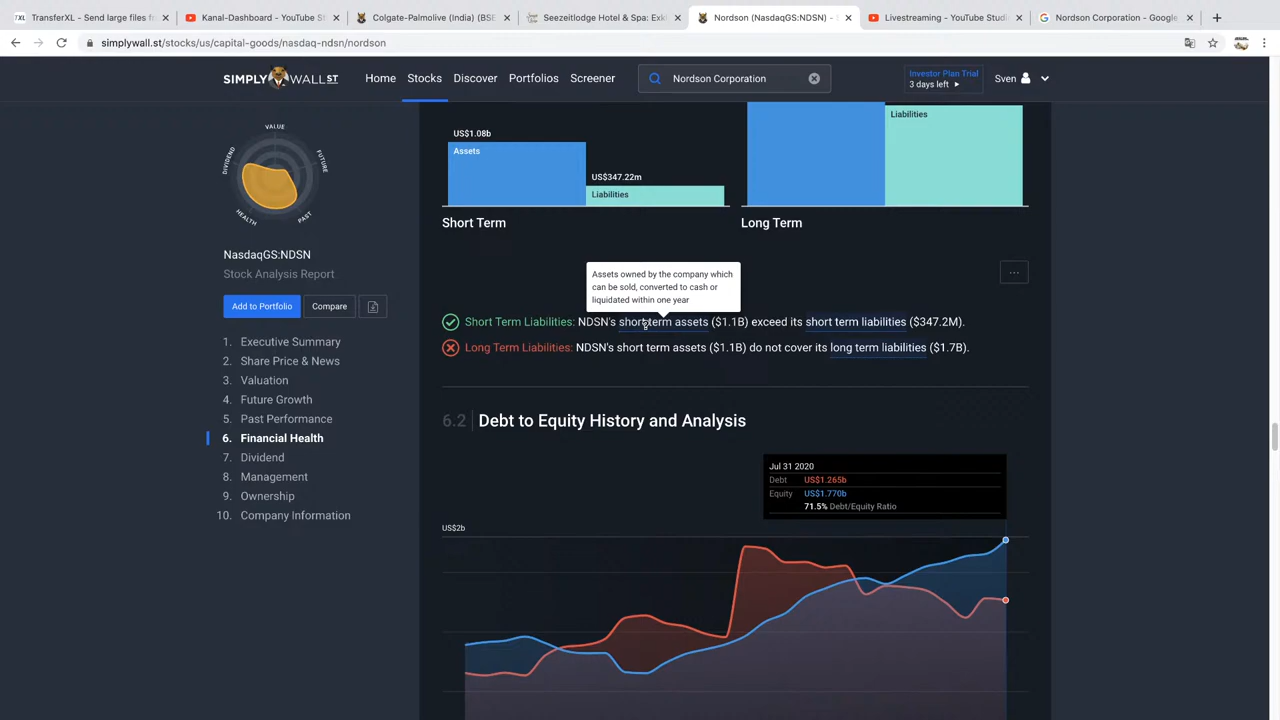 TransferXL - Send large files fr
Kanal-Dashboard - YouTube St
Colgate-Palmolive (India) (BSE
Seezeitlodge Hotel & Spa: Exkl
Nordson (NasdaqGS:NDSN) - S
Livestreaming - YouTube Studi
Nordson Corporation - Google
simplywall.st/stocks/us/capital-goods/nasdaq-ndsn/nordson
SIMPLY WALL ST
Home
Stocks
Discover
Portfolios
Screener
Nordson Corporation
Investor Plan Trial
3 days left
Sven
VALUE
FUTURE
PAST
HEALTH
DIVIDEND
NasdaqGS:NDSN
Stock Analysis Report
Add to Portfolio
Compare
1. Executive Summary
2. Share Price & News
3. Valuation
4. Future Growth
5. Past Performance
6. Financial Health
7. Dividend
8. Management
9. Ownership
10. Company Information
US$1.08b
Assets
US$347.22m
Liabilities
Liabilities
Short Term
Long Term
Assets owned by the company which
can be sold, converted to cash or
liquidated within one year
Short Term Liabilities: NDSN's short term assets ($1.1B) exceed its short term liabilities ($347.2M).
Long Term Liabilities: NDSN's short term assets ($1.1B) do not cover its long term liabilities ($1.7B).
6.2 Debt to Equity History and Analysis
Jul 31 2020
Debt US$1.265b
Equity US$1.770b
71.5% Debt/Equity Ratio
US$2b